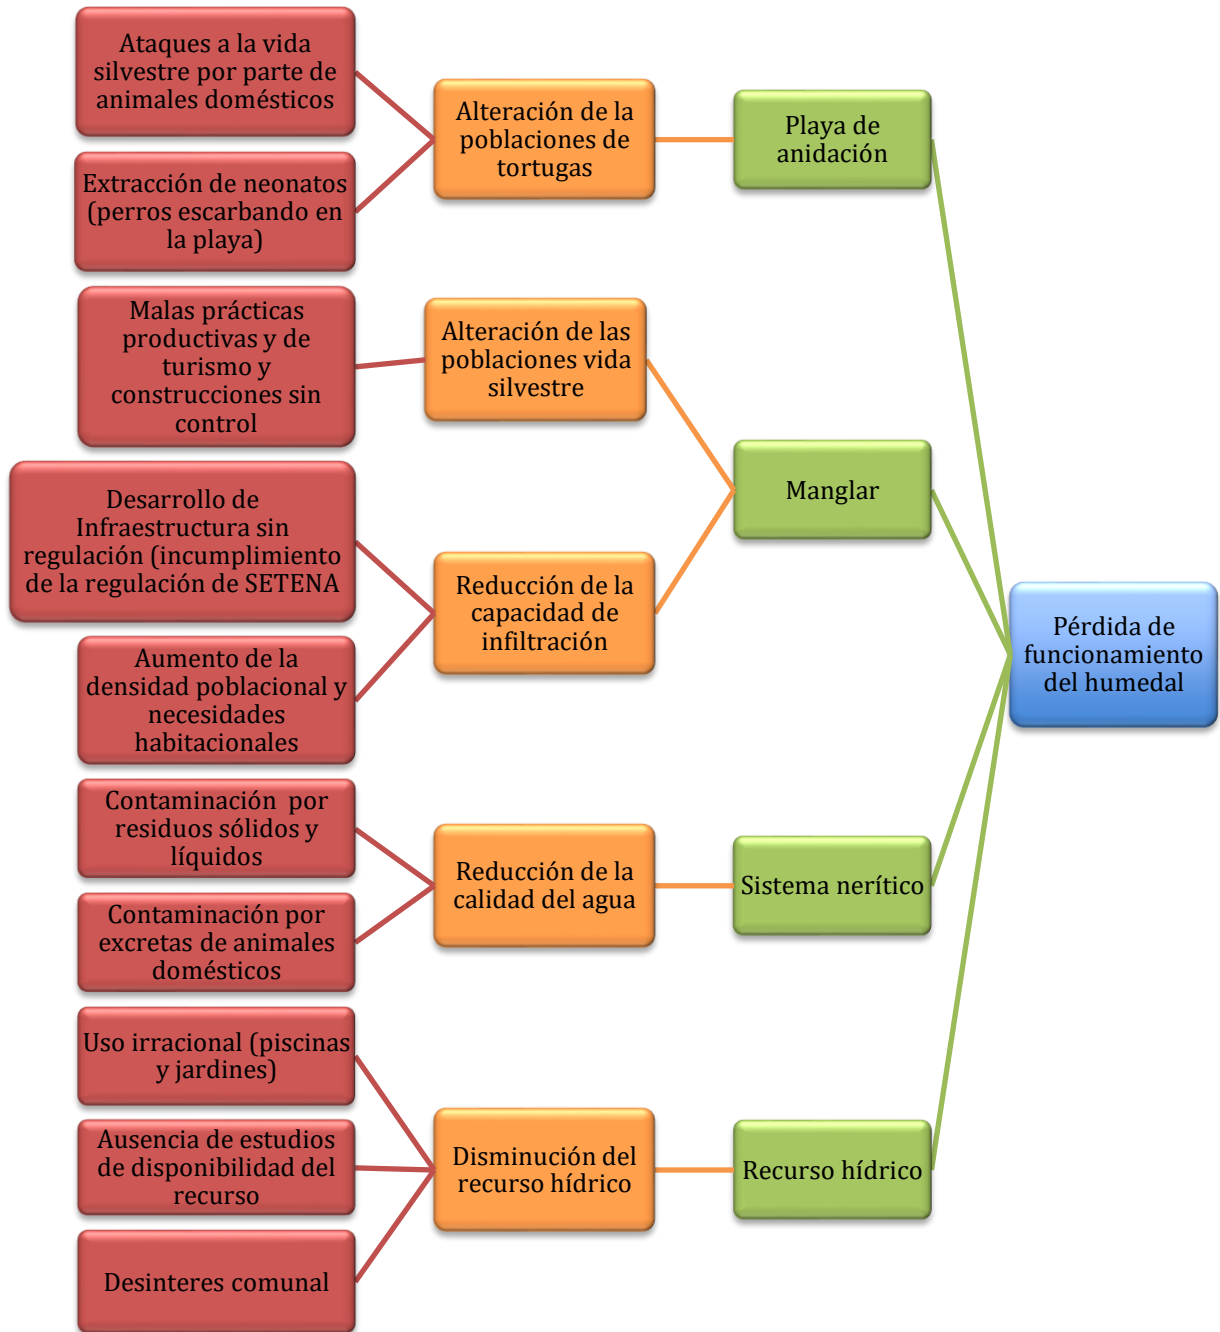 Ataques a la vida
silvestre por parte de
animales domésticos
Extracción de neonatos
(perros escarbando en
la playa)
Malas prácticas
productivas y de
turismo y
construcciones sin
control
Desarrollo de
Infraestructura sin
regulación (incumplimiento
de la regulación de SETENA
Aumento de la
densidad poblacional y
necesidades
habitacionales
Contaminación por
residuos sólidos y
líquidos
Contaminación por
excretas de animales
domésticos
Uso irracional (piscinas
y jardines)
Ausencia de estudios
de disponibilidad del
recurso
Desinteres comunal
Alteración de la
poblaciones de
tortugas
Alteración de las
poblaciones vida
silvestre
Reducción de la
capacidad de
infiltración
Reducción de la
calidad del agua
Disminución del
recurso hídrico
Playa de
anidación
Manglar
Sistema nerítico
Recurso hídrico
Pérdida de
funcionamiento
del humedal